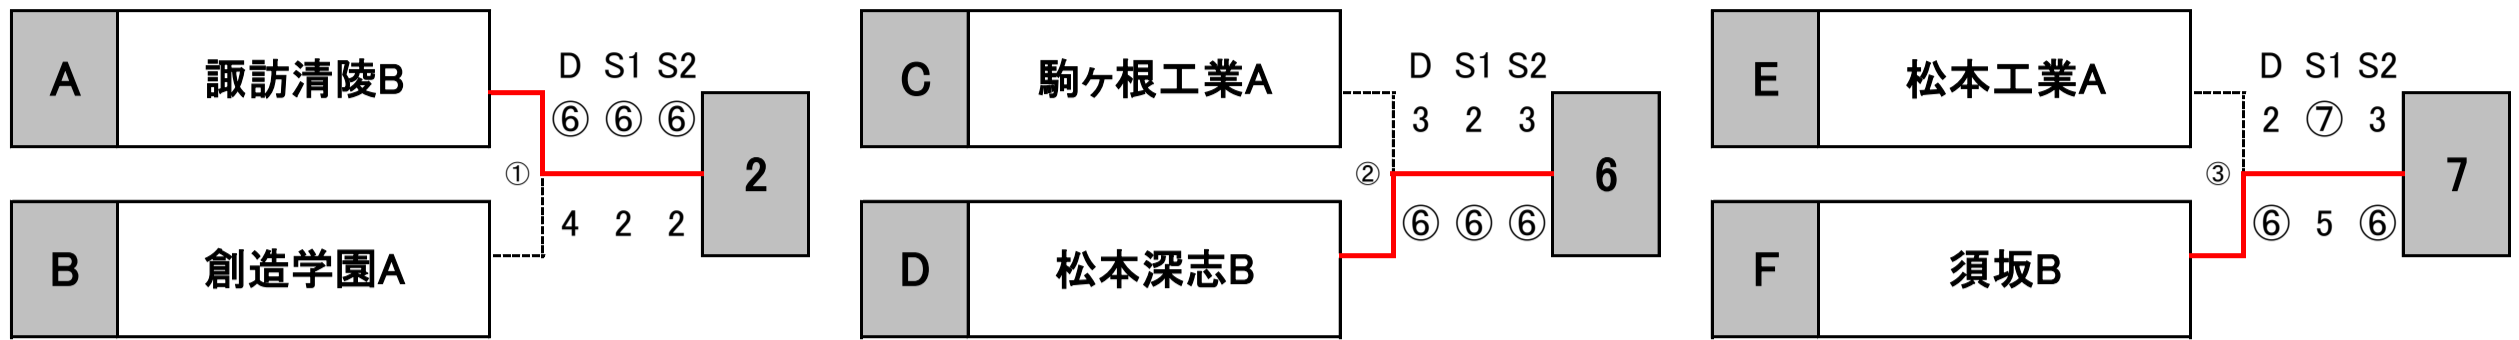 A 諏訪清陵B
D S1 S2
⑥ ⑥ ⑥
① 2
4 2 2
B 創造学園A
C 駒ヶ根工業A
D S1 S2
3 2 3
② 6
⑥ ⑥ ⑥
D 松本深志B
E 松本工業A
D S1 S2
2 ⑦ 3
③ 7
⑥ 5 ⑥
F 須坂B